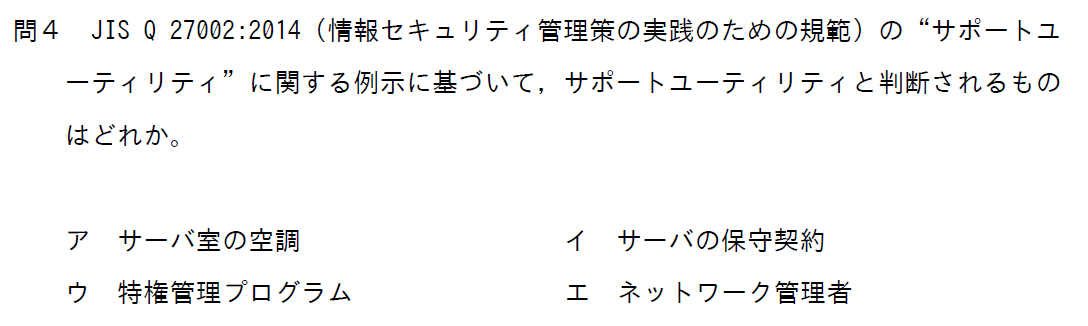 問４　JIS Q 27002:2014（情報セキュリティ管理策の実践のための規範）の“サポートユ
ーティリティ”に関する例示に基づいて，サポートユーティリティと判断されるもの
はどれか。
ア　サーバ室の空調　イ　サーバの保守契約
ウ　特権管理プログラム　エ　ネットワーク管理者